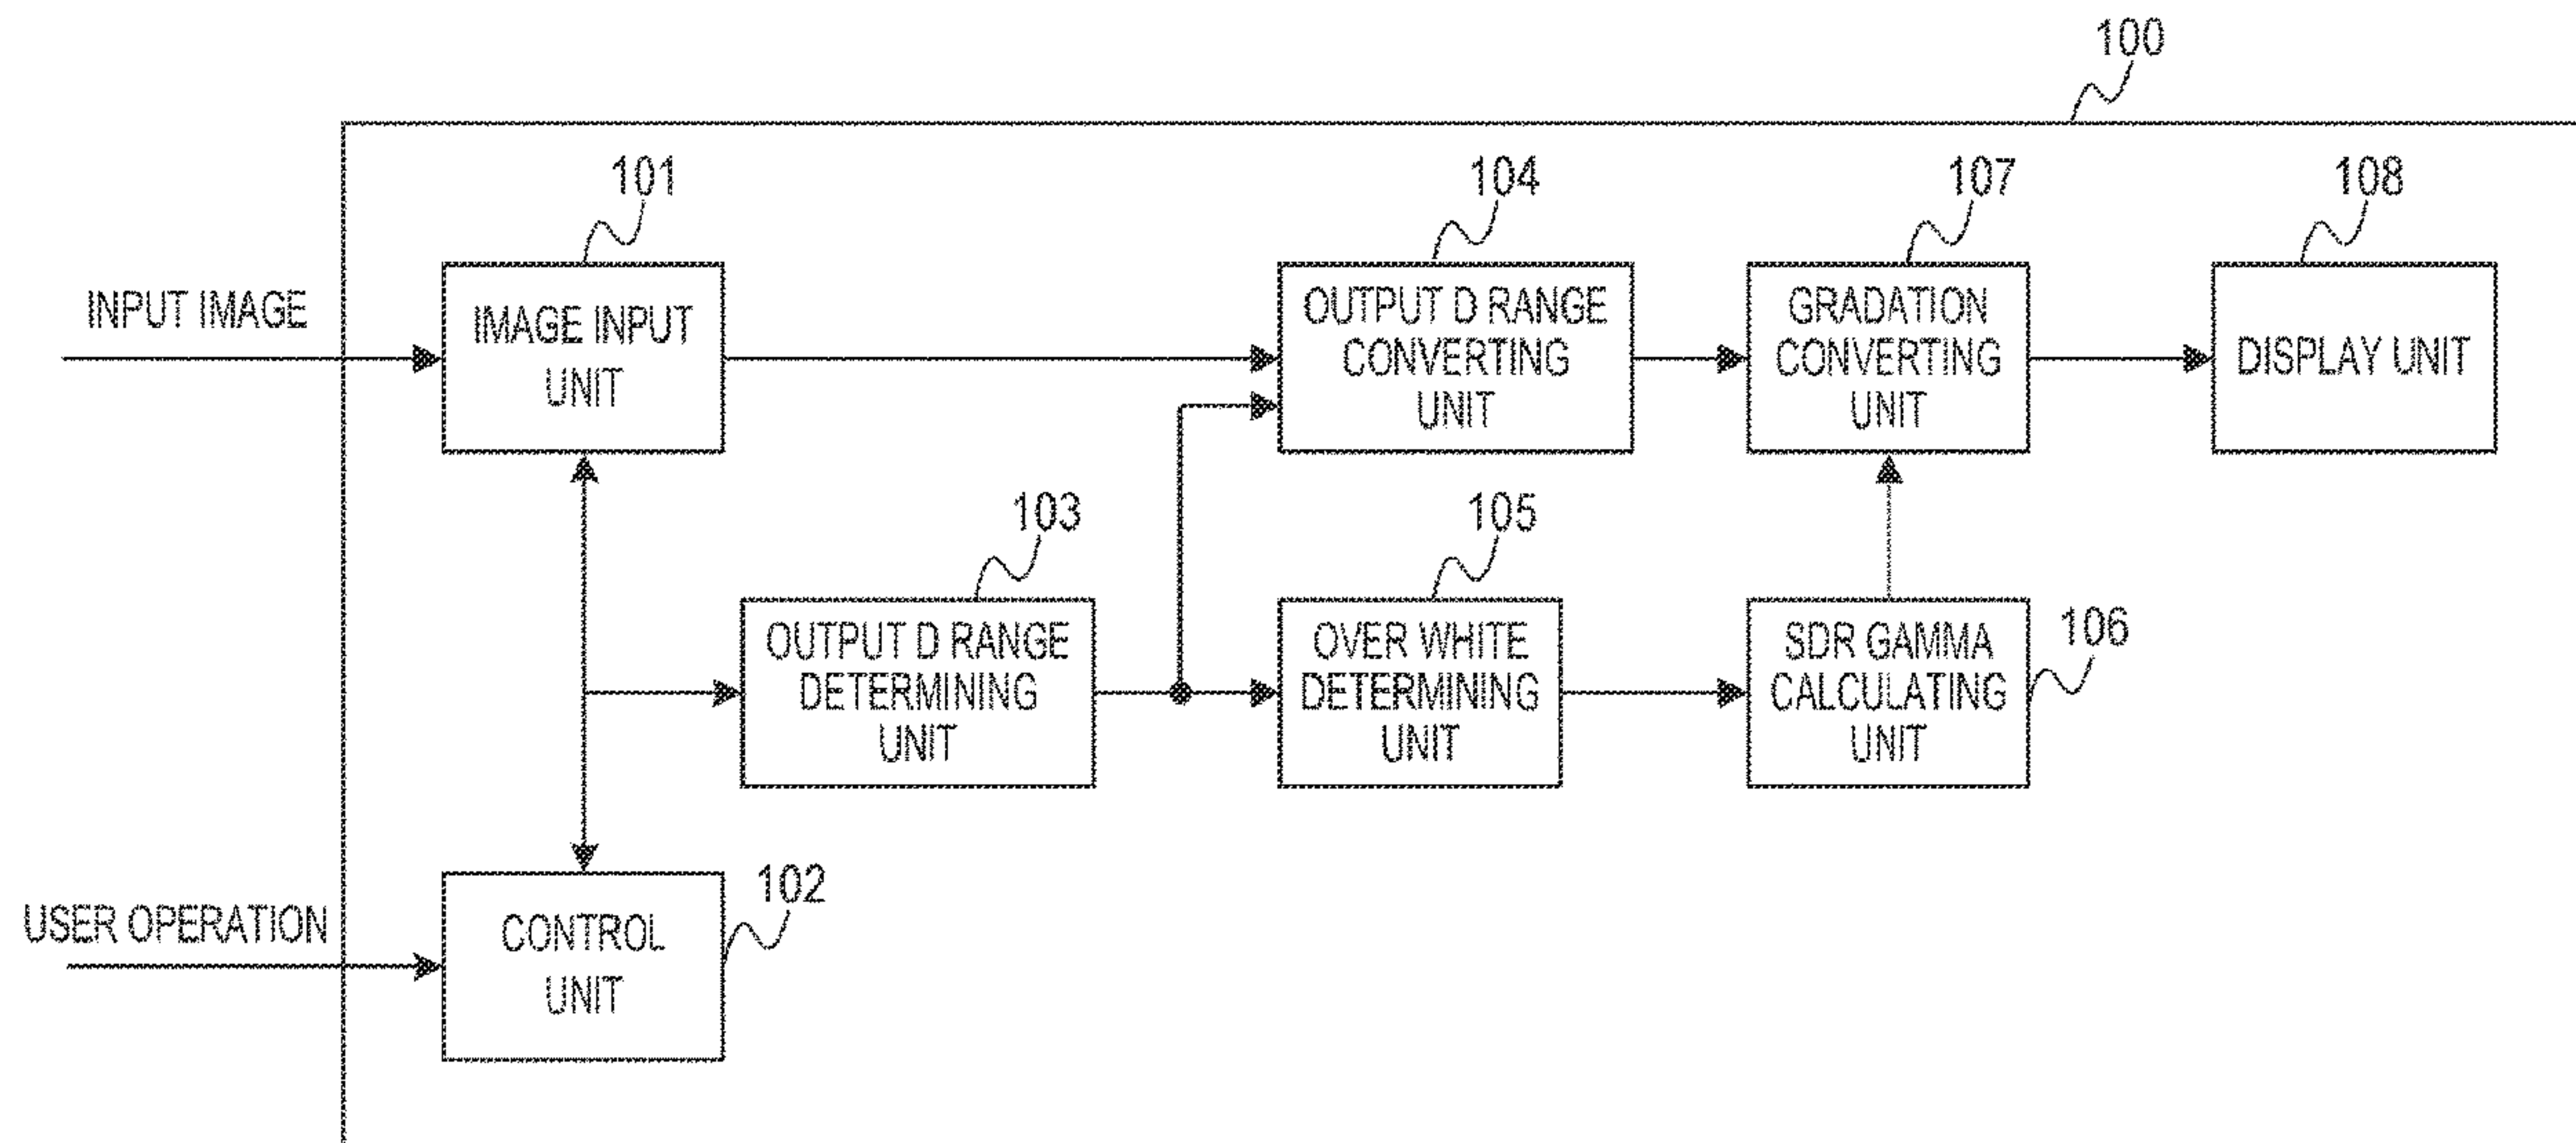 100
101
104
107
108
INPUT IMAGE
IMAGE INPUT
UNIT
OUTPUT D RANGE
CONVERTING
UNIT
GRADATION
CONVERTING
UNIT
DISPLAY UNIT
103
105
106
OUTPUT D RANGE
DETERMINING
UNIT
OVER WHITE
DETERMINING
UNIT
SDR GAMMA
CALCULATING
UNIT
102
USER OPERATION
CONTROL
UNIT